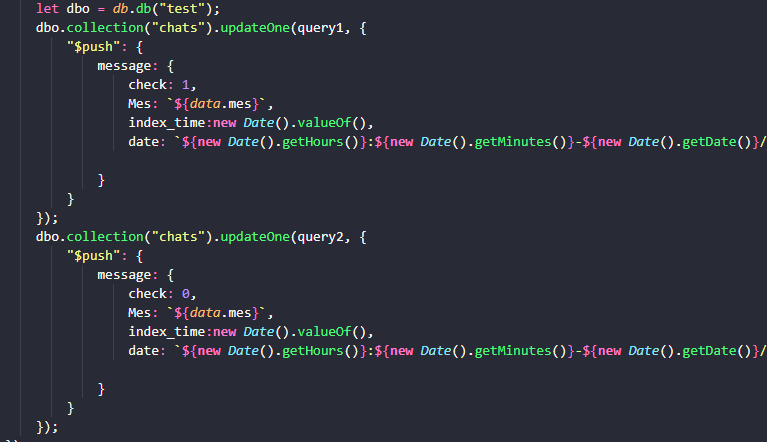 let dbo = db.db("test");
dbo.collection("chats").updateOne(query1, {
"$push": {
message: {
check: 1,
Mes: `${data.mes}`,
index_time:new Date().valueOf(),
date: `${new Date().getHours()}:${new Date().getMinutes()}-${new Date().getDate()}/
}
}
});
dbo.collection("chats").updateOne(query2, {
"$push": {
message: {
check: 0,
Mes: `${data.mes}`,
index_time:new Date().valueOf(),
date: `${new Date().getHours()}:${new Date().getMinutes()}-${new Date().getDate()}/
}
}
});